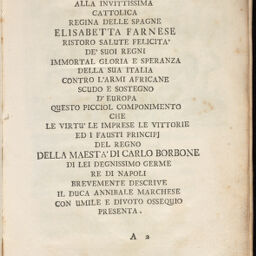 ALLA INVITTISSIMA
CATTOLICA
REGINA DELLE SPAGNE
ELISABETTA FARNESE
RISTORO SALUTE FELICITA'
DE' SUOI REGNI
IMMORTAL GLORIA E SPERANZA
DELLA SUA ITALIA
CONTRO L'ARMI AFRICANE
SCUDO E SOSTEGNO
D'EUROPA
QUESTO PICCIOL COMPONIMENTO
CHE
LE VIRTU' LE IMPRESE LE VITTORIE
ED I FAUSTI PRINCIPJ
DEL REGNO
DELLA MAESTA' DI CARLO BORBONE
DI LEI DEGNISSIMO GERME
RE DI NAPOLI
BREVEMENTE DESCRIVE
IL DUCA ANNIBALE MARCHESE
CON UMILE E DIVOTO OSSEQUIO
PRESENTA.
A 2